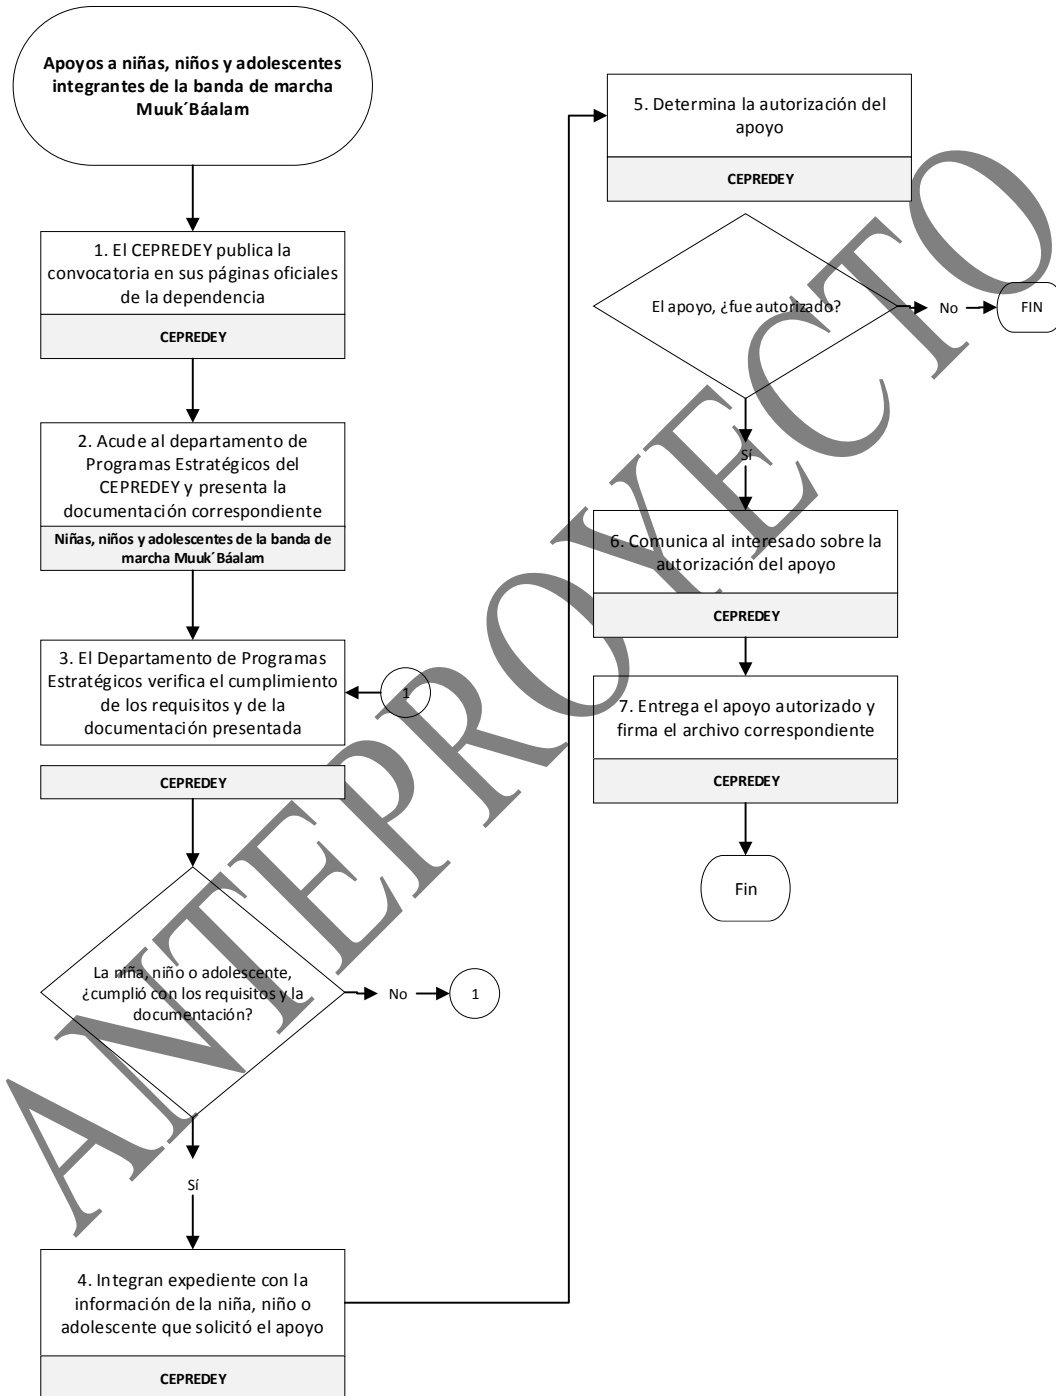 Apoyos a niñas, niños y adolescentes
integrantes de la banda de marcha
Muuk´Báalam
1. El CEPREDEY publica la
convocatoria en sus páginas oficiales
de la dependencia
CEPREDEY
2. Acude al departamento de
Programas Estratégicos del
CEPREDEY y presenta la
documentación correspondiente
Niñas, niños y adolescentes de la banda de
marcha Muuk´Báalam
3. El Departamento de Programas
Estratégicos verifica el cumplimiento
de los requisitos y de la
documentación presentada
1
CEPREDEY
La niña, niño o adolescente,
¿cumplió con los requisitos y la
documentación?
No
1
Sí
4. Integran expediente con la
información de la niña, niño o
adolescente que solicitó el apoyo
CEPREDEY
5. Determina la autorización del
apoyo
CEPREDEY
El apoyo, ¿fue autorizado?
No
FIN
Sí
6. Comunica al interesado sobre la
autorización del apoyo
CEPREDEY
7. Entrega el apoyo autorizado y
firma el archivo correspondiente
CEPREDEY
Fin
ANTEPROYECTO